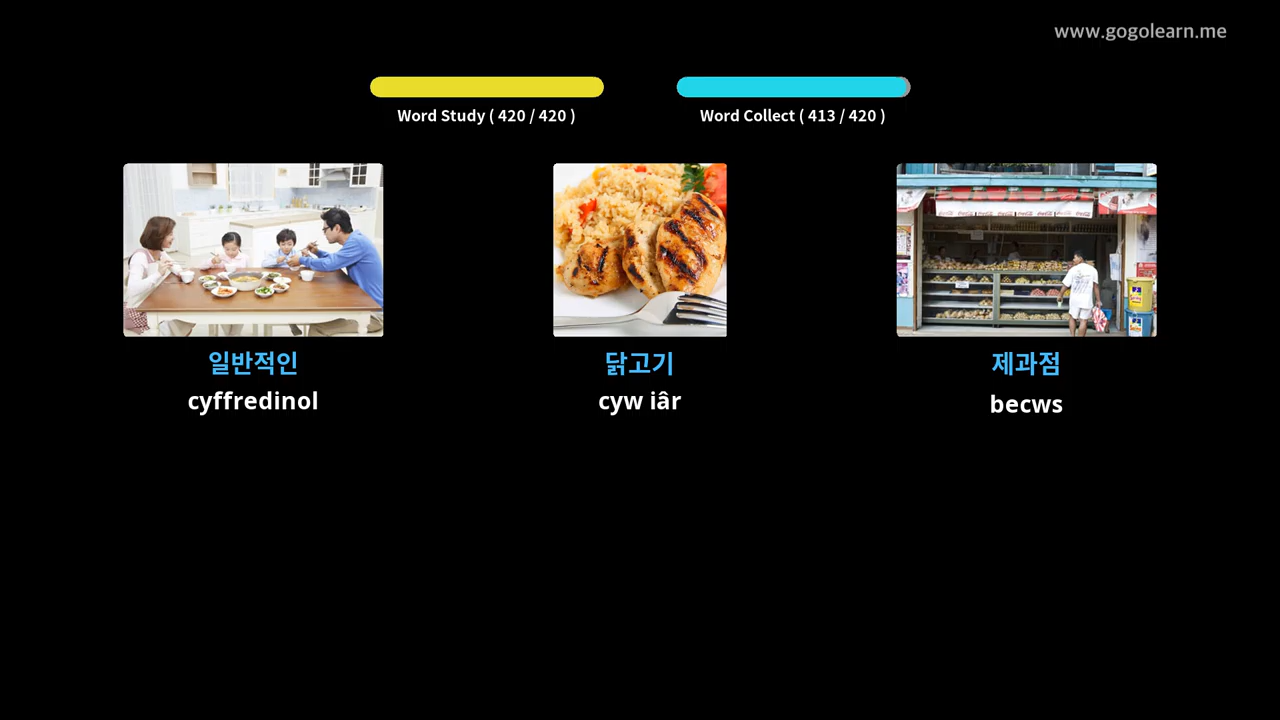 www.gogolearn.me
Word Study ( 420 / 420 )
Word Collect ( 413 / 420 )
일반적인
cyffredinol
닭고기
cyw iâr
제과점
becws